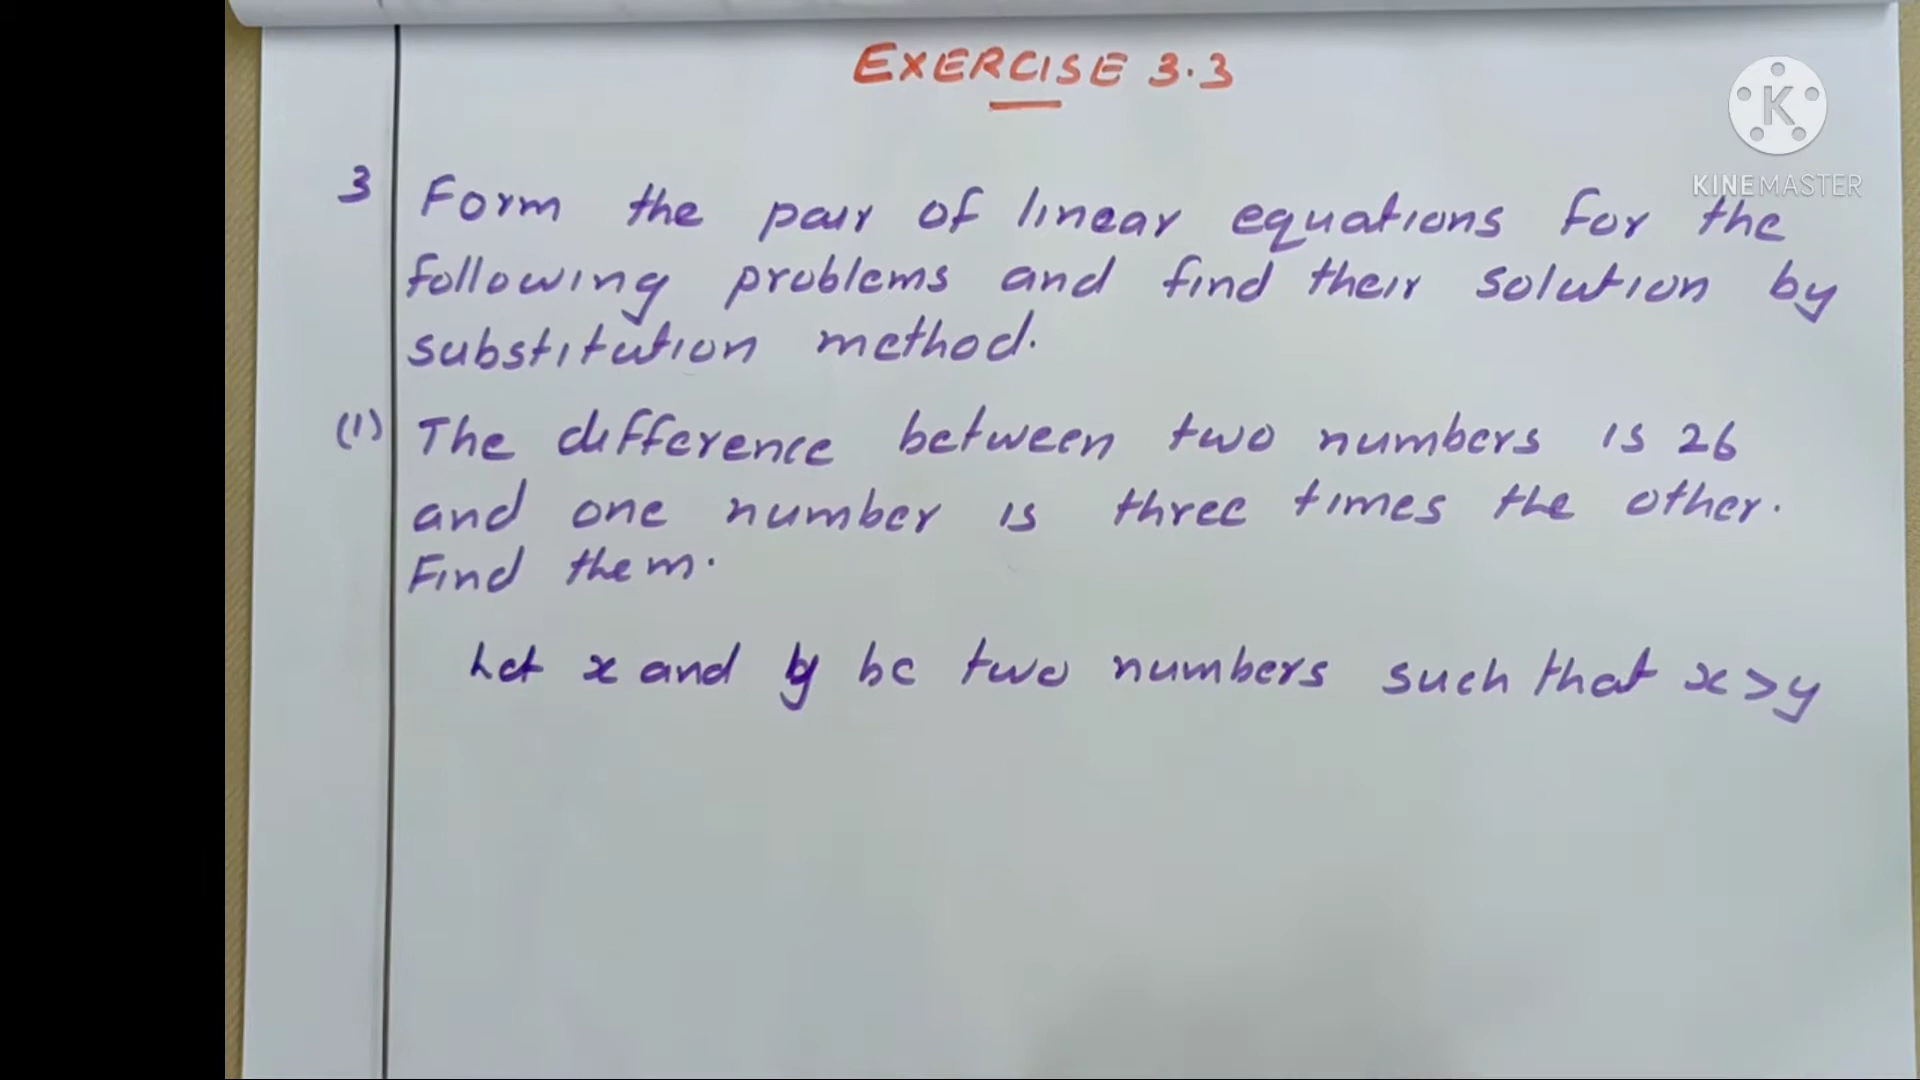 EXERCISE 3.3
K
KINEMASTER
3 Form the pair of linear equations for the
following problems and find their solution by
substitution method.
(1) The difference between two numbers is 26
and one number is three times the other.
Find them.
Let x and y be two numbers such that x>y